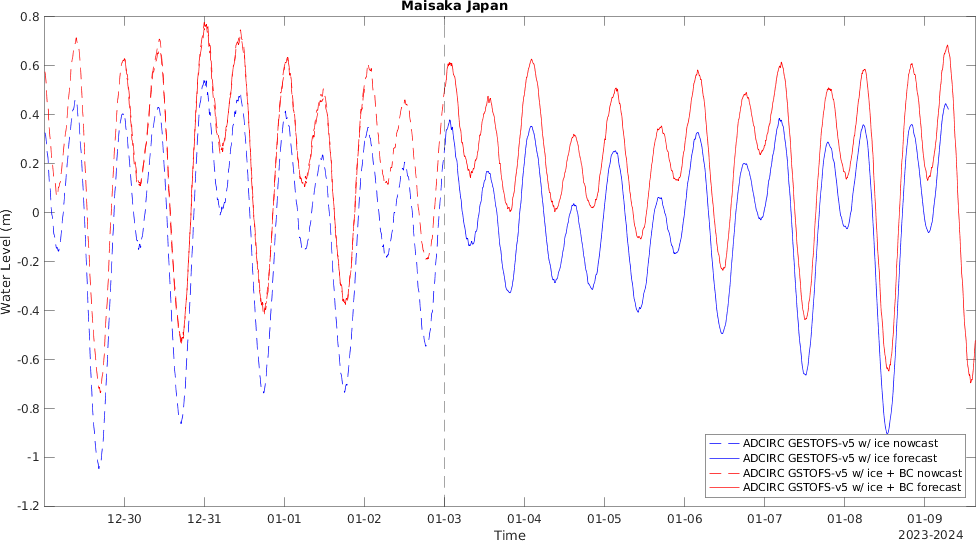 Maisaka Japan
0.8
0.6
0.4
0.2
0
-0.2
-0.4
-0.6
-0.8
-1
-1.2
Water Level (m)
ADCIRC GESTOFS-v5 w/ ice nowcast
ADCIRC GESTOFS-v5 w/ ice forecast
ADCIRC GSTOFS-v5 w/ ice + BC nowcast
ADCIRC GSTOFS-v5 w/ ice + BC forecast
12-30 12-31 01-01 01-02 01-03 01-04 01-05 01-06 01-07 01-08 01-09
Time
2023-2024